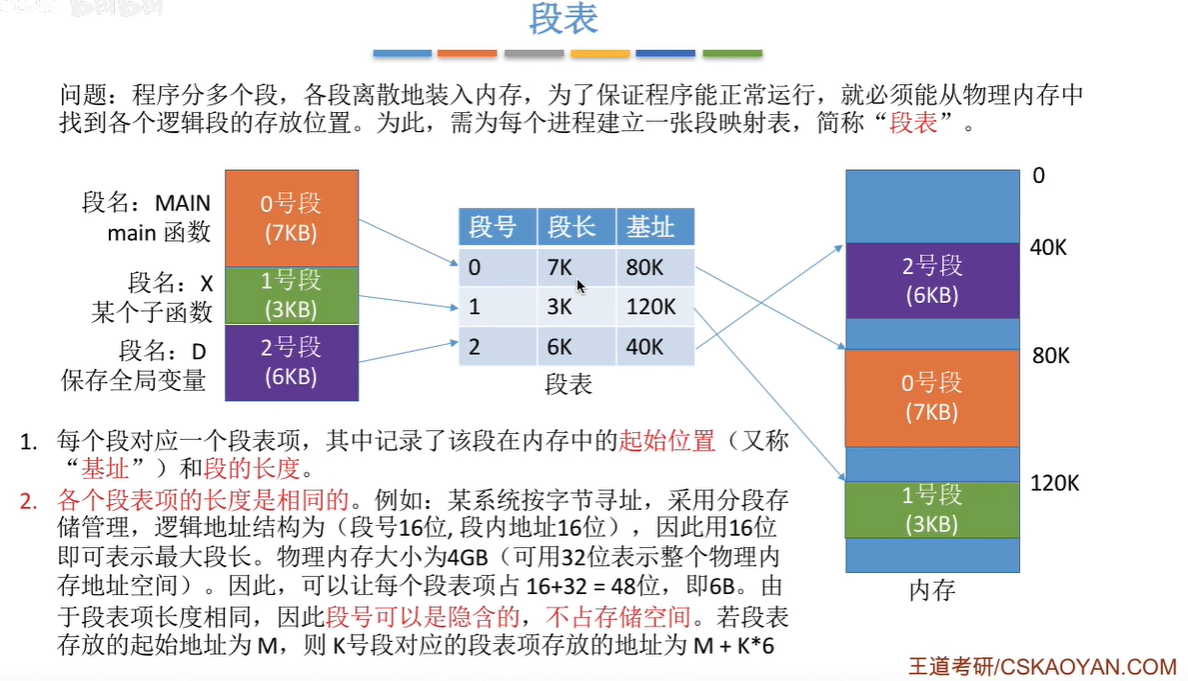 段表
问题：程序分多个段，各段离散地装入内存，为了保证程序能正常运行，就必须能从物理内存中
找到各个逻辑段的存放位置。为此，需为每个进程建立一张段映射表，简称“段表”。
段名：MAIN
main 函数
0号段
(7KB)
段名：X
某个子函数
1号段
(3KB)
段名：D
保存全局变量
2号段
(6KB)
段号 段长 基址
0 7K 80K
1 3K 120K
2 6K 40K
段表
0
40K
2号段
(6KB)
80K
0号段
(7KB)
120K
1号段
(3KB)
内存
1. 每个段对应一个段表项，其中记录了该段在内存中的起始位置（又称
“基址”）和段的长度。
2. 各个段表项的长度是相同的。例如：某系统按字节寻址，采用分段存
储管理，逻辑地址结构为（段号16位, 段内地址16位），因此用16位
即可表示最大段长。物理内存大小为4GB（可用32位表示整个物理内
存地址空间）。因此，可以让每个段表项占 16+32 = 48位，即6B。由
于段表项长度相同，因此段号可以是隐含的，不占存储空间。若段表
存放的起始地址为 M，则 K号段对应的段表项存放的地址为 M + K*6
王道考研/CSKAOYAN.COM